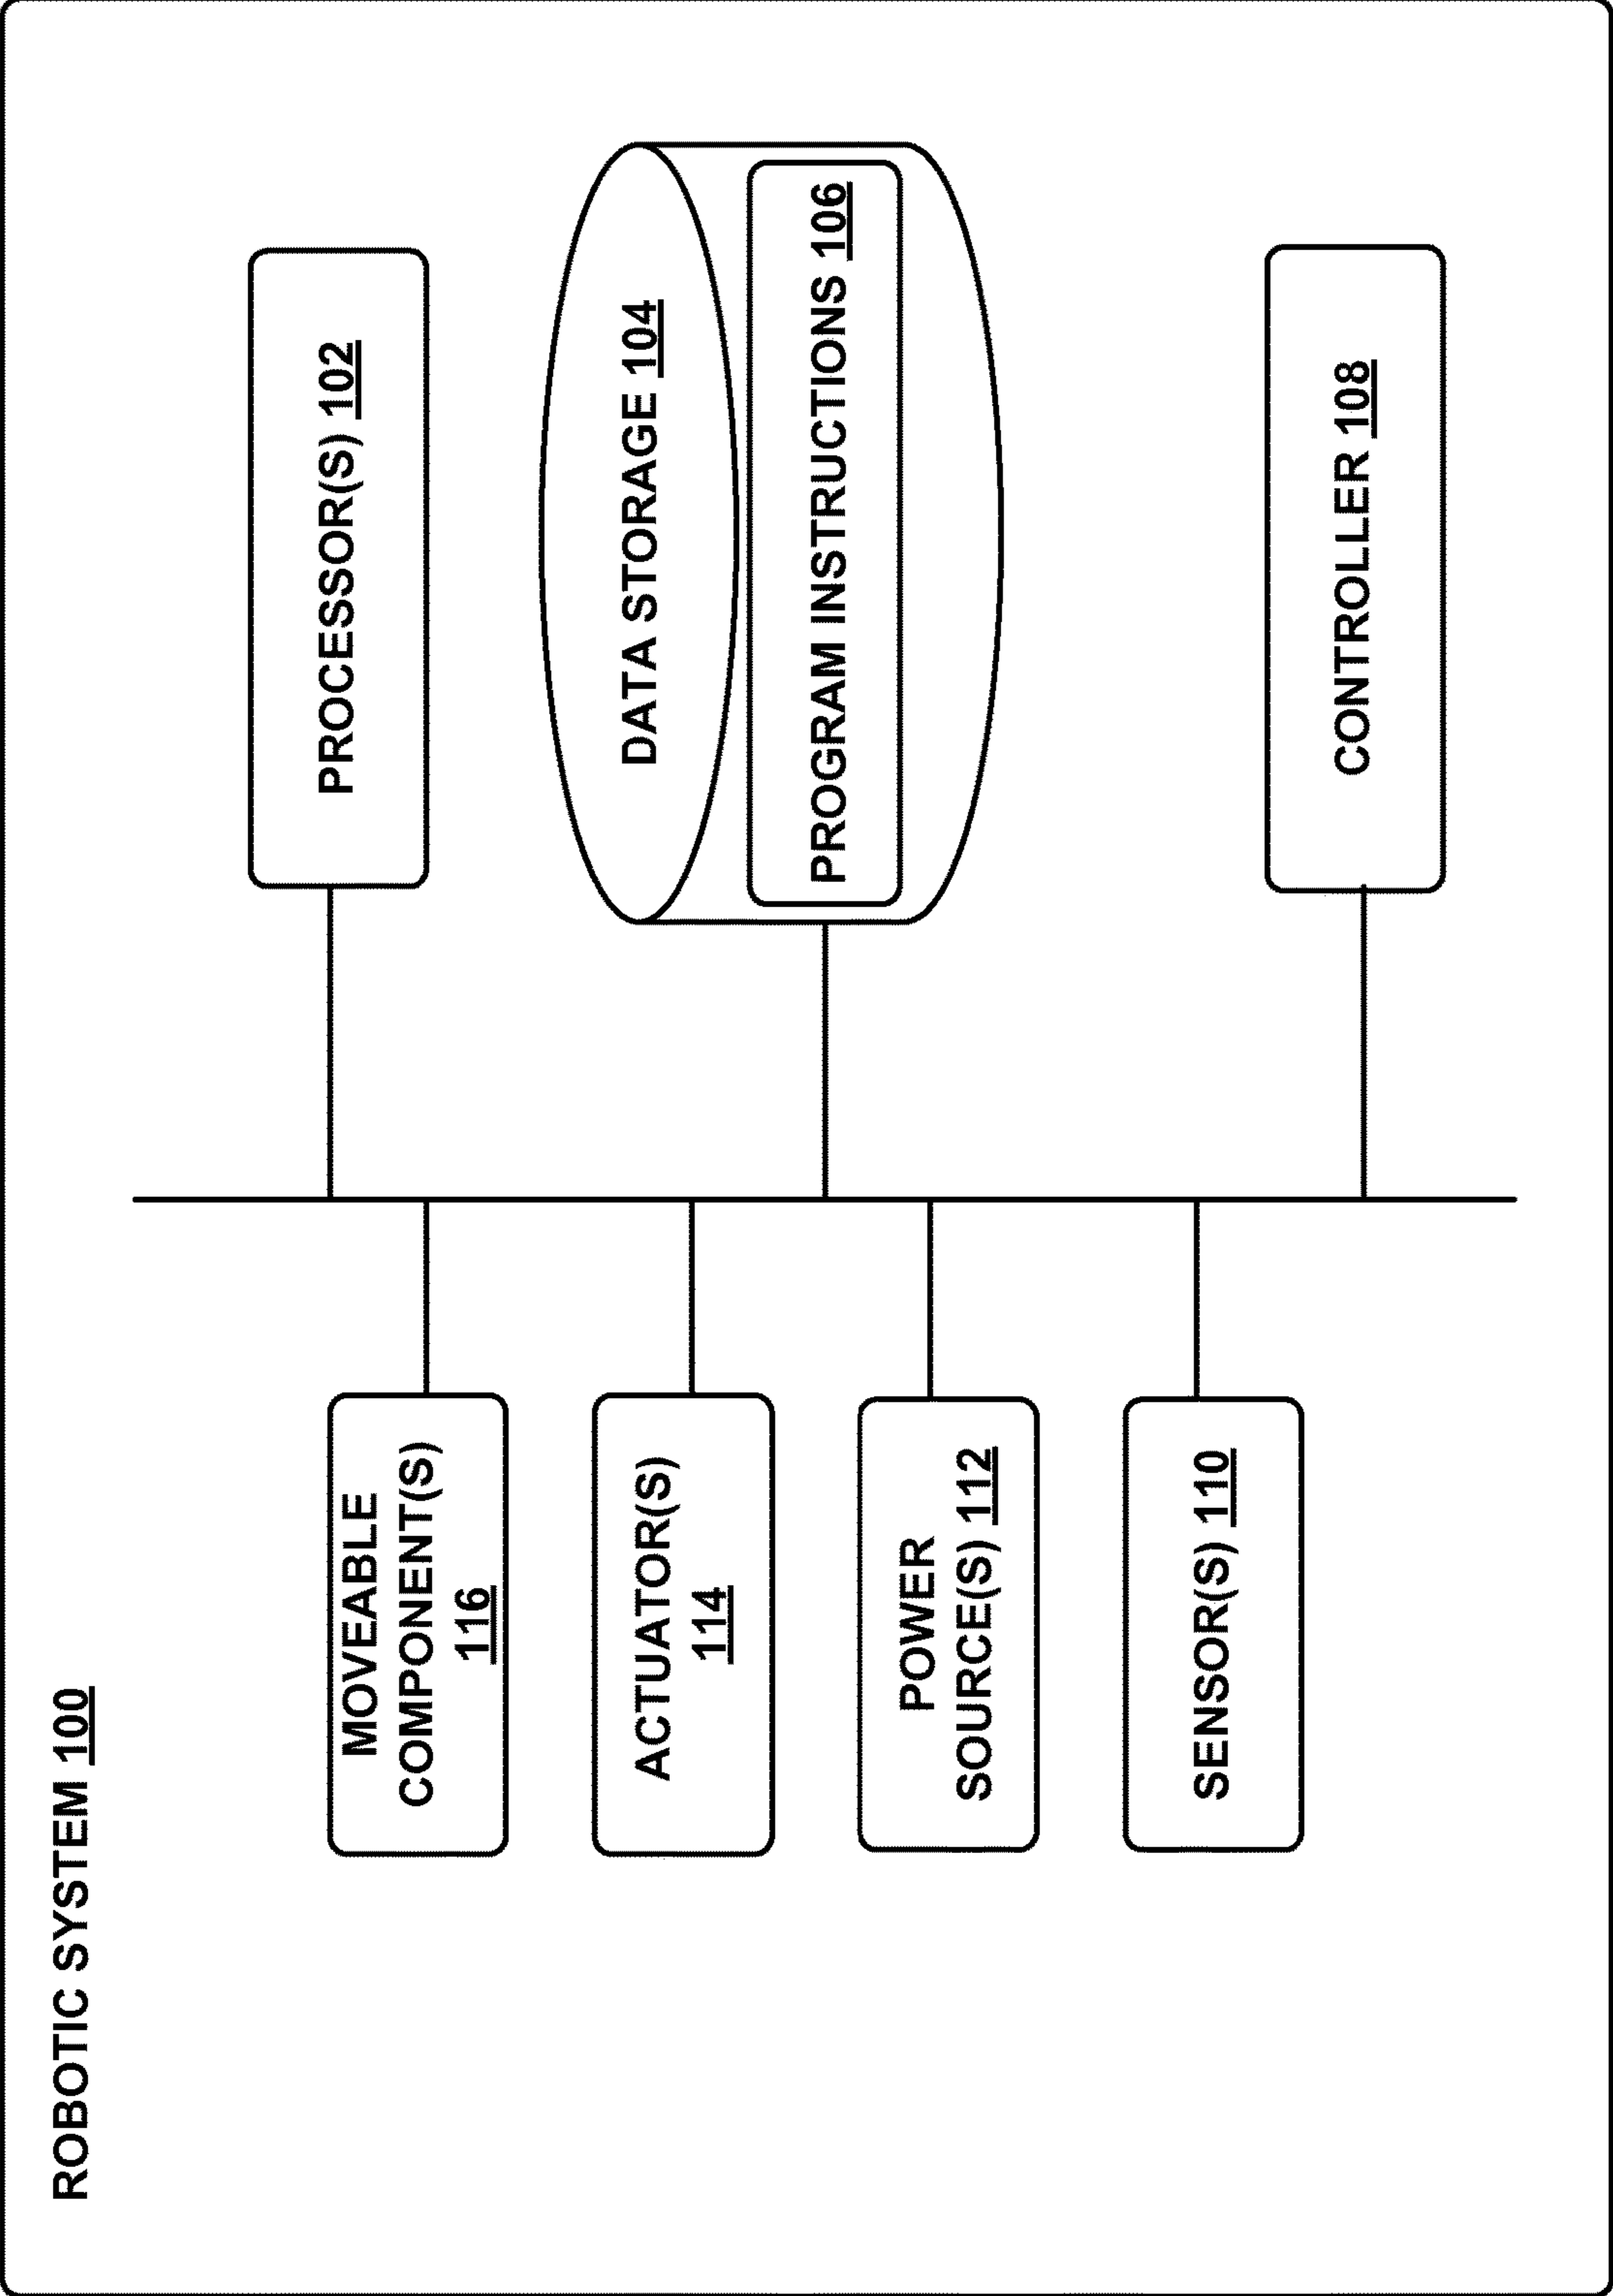 ROBOTIC SYSTEM 100
MOVEABLE
COMPONENT(S)
116
ACTUATOR(S)
114
POWER
SOURCE(S) 112
SENSOR(S) 110
PROCESSOR(S) 102
DATA STORAGE 104
PROGRAM INSTRUCTIONS 106
CONTROLLER 108